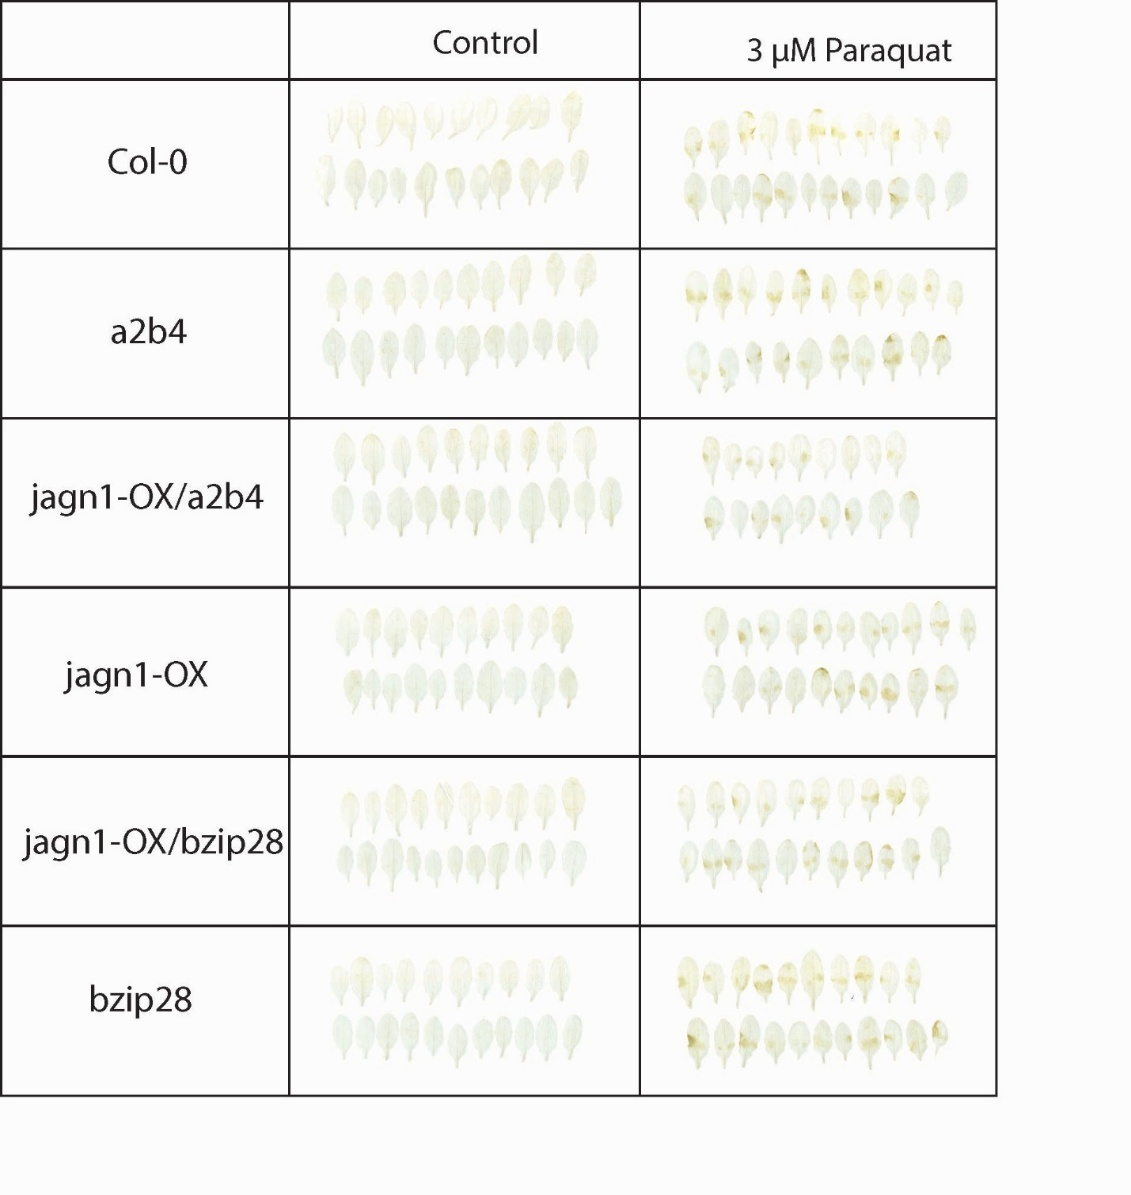 Control
3 µM Paraquat
Col-0
a2b4
jagn1-OX/a2b4
jagn1-OX
jagn1-OX/bzip28
bzip28